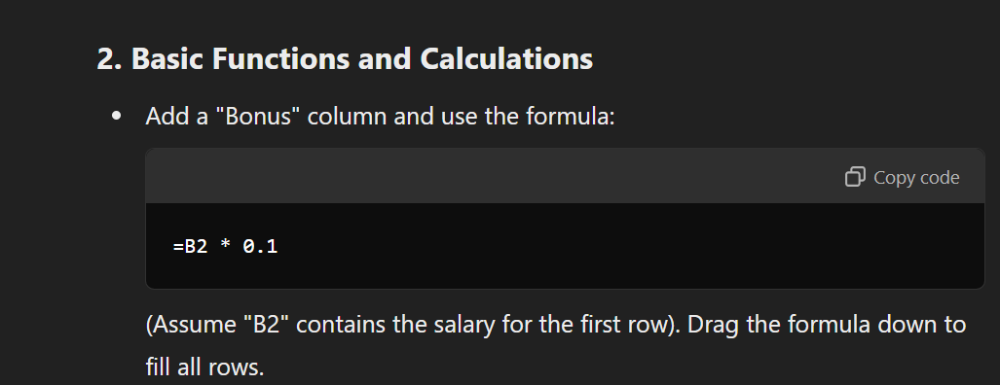 2. Basic Functions and Calculations
• Add a "Bonus" column and use the formula:
Copy code
=B2 * 0.1
(Assume "B2" contains the salary for the first row). Drag the formula down to
fill all rows.